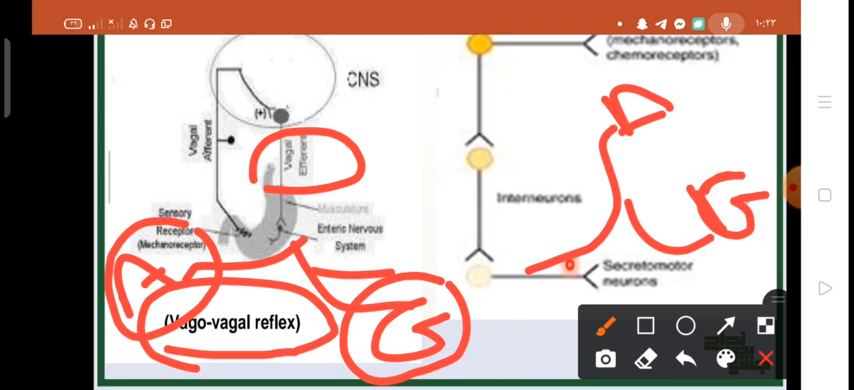 ١٠:٢٣
CNS
(+)
Vagal
Afferent
Vagal
Efferent
Sensory
Receptor
(Mechanoreceptor)
Musculature
Enteric Nervous
System
(Vago-vagal reflex)
G
(mechanoreceptors,
chemoreceptors)
Interneurons
Secretomotor
neurons
G